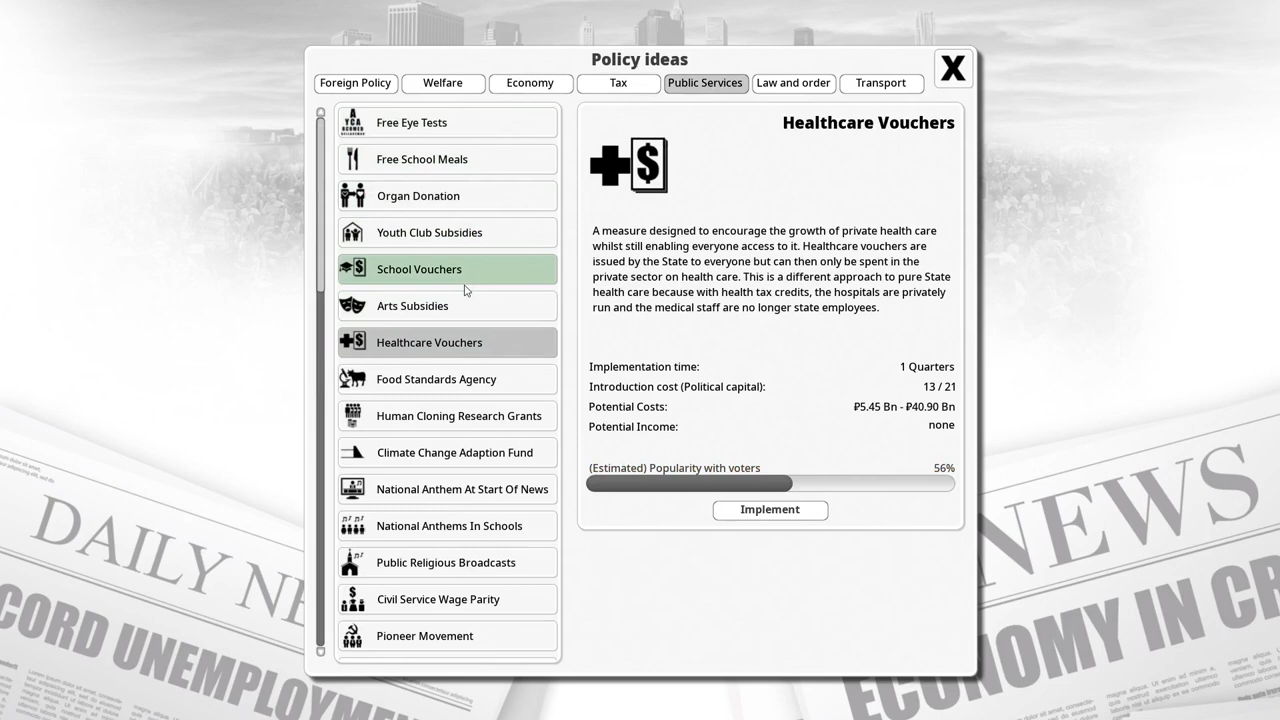 Policy ideas
X
Foreign Policy
Welfare
Economy
Tax
Public Services
Law and order
Transport
Free Eye Tests
Free School Meals
Organ Donation
Youth Club Subsidies
School Vouchers
Arts Subsidies
Healthcare Vouchers
Food Standards Agency
Human Cloning Research Grants
Climate Change Adaption Fund
National Anthem At Start Of News
National Anthems In Schools
Public Religious Broadcasts
Civil Service Wage Parity
Pioneer Movement
Healthcare Vouchers
A measure designed to encourage the growth of private health care
whilst still enabling everyone access to it. Healthcare vouchers are
issued by the State to everyone but can then only be spent in the
private sector on health care. This is a different approach to pure State
health care because with health tax credits, the hospitals are privately
run and the medical staff are no longer state employees.
Implementation time: 1 Quarters
Introduction cost (Political capital): 13 / 21
Potential Costs: ₽5.45 Bn - ₽40.90 Bn
Potential Income: none
(Estimated) Popularity with voters 56%
Implement
DAILY NE
CORD UNEMPLOYM
NEWS
ECONOMY IN CR